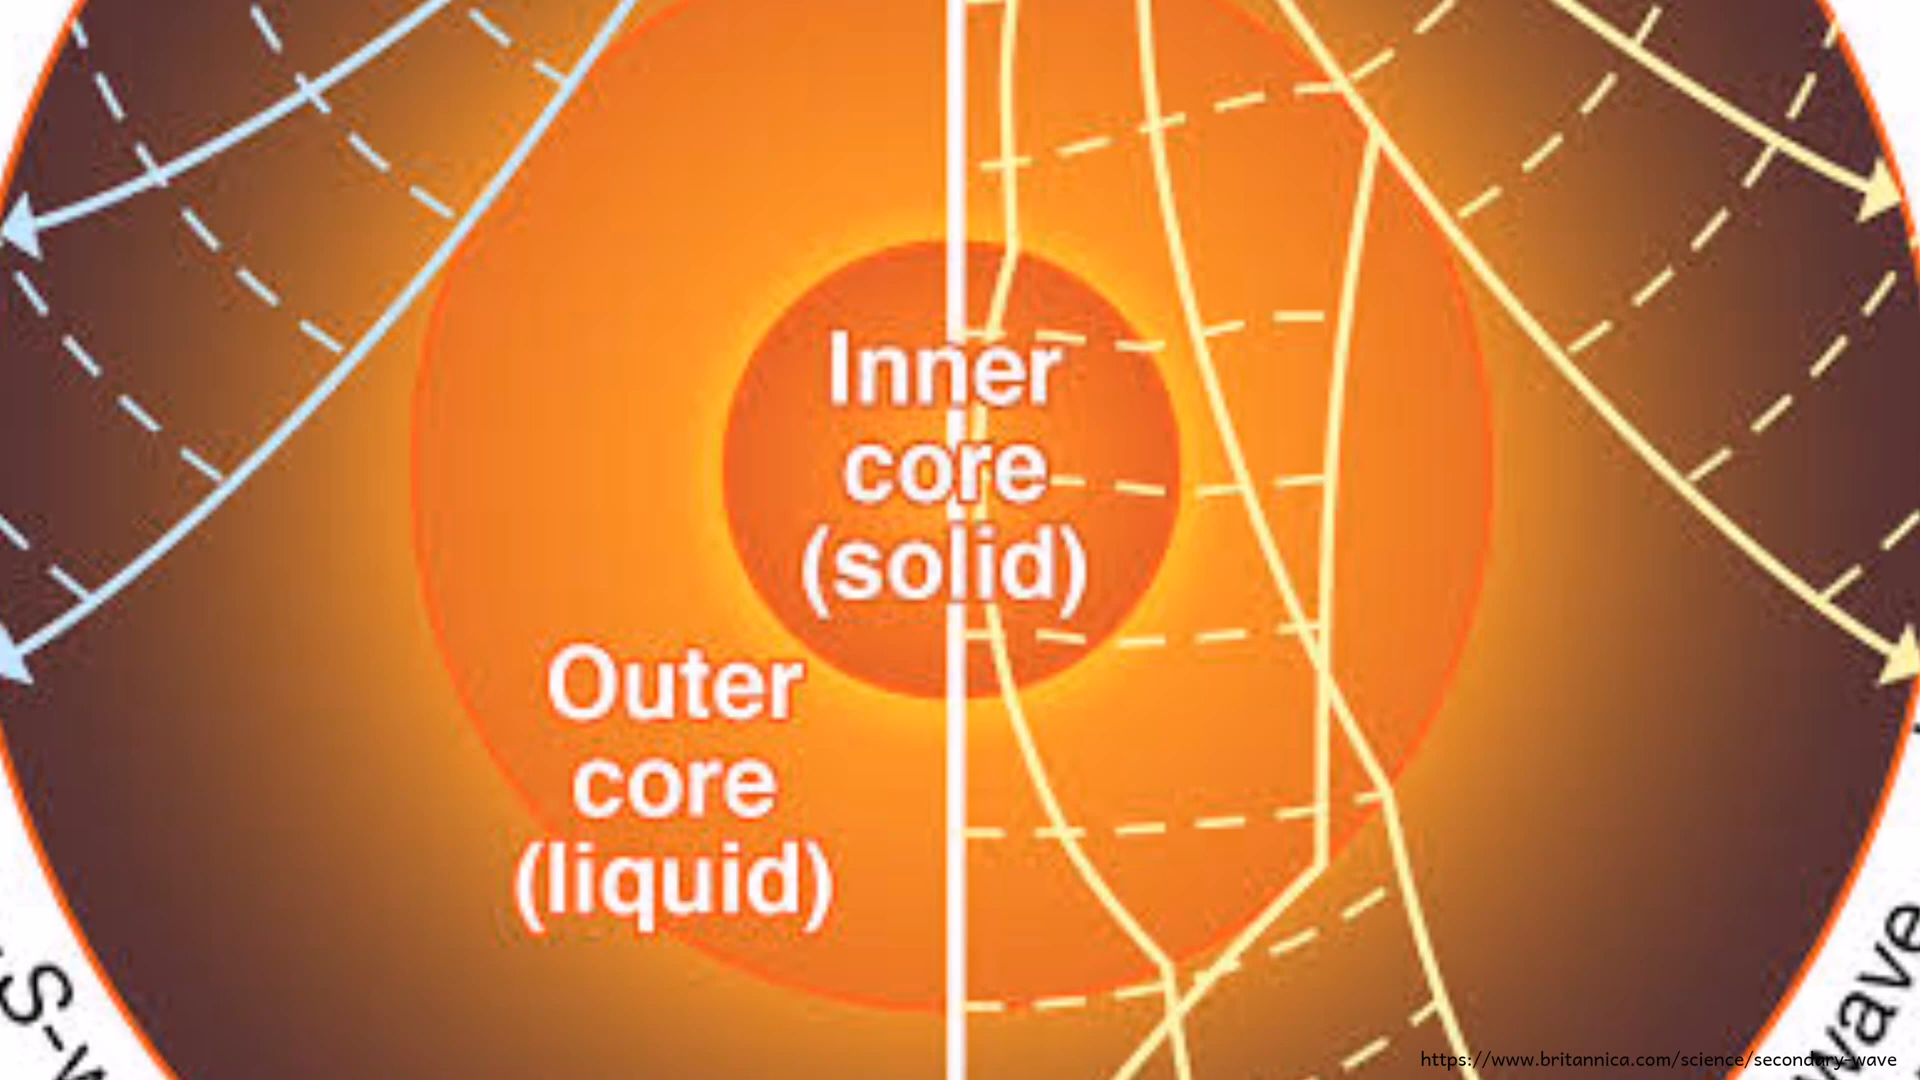 Inner
core
(solid)
Outer
core
(liquid)
S-w
wave
https://www.britannica.com/science/secondary-wave